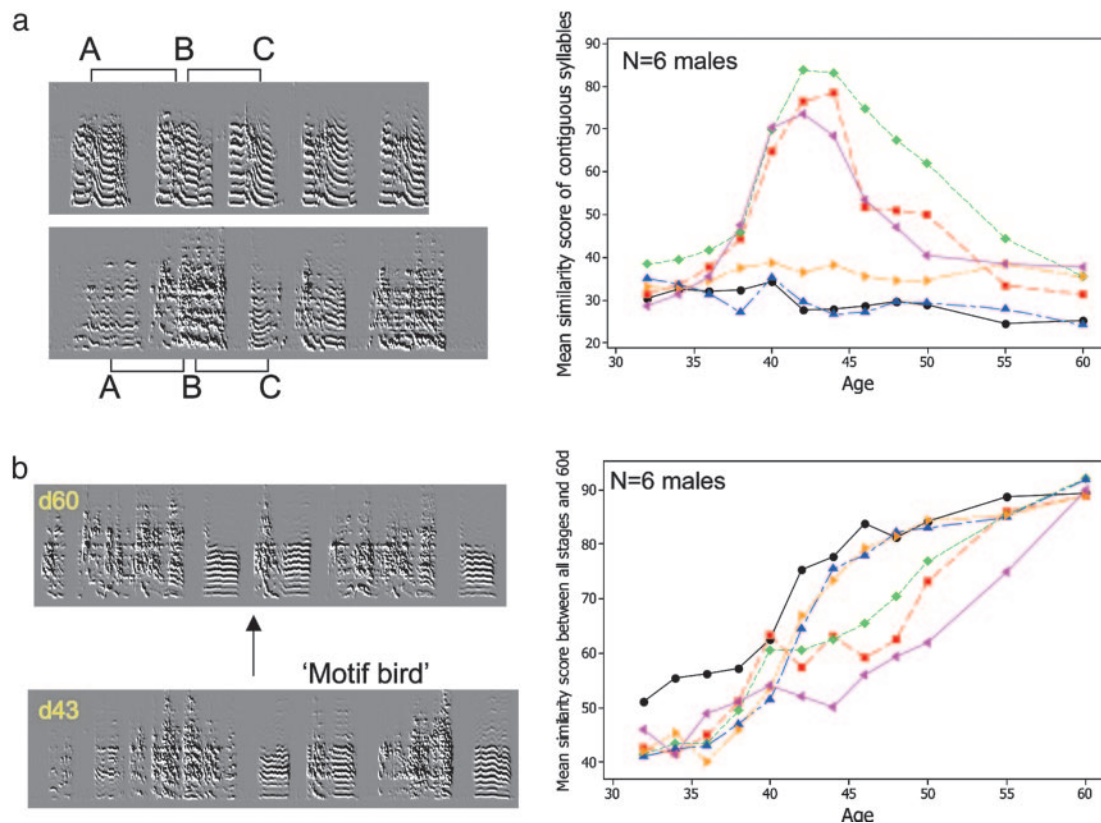 a
A B C
A B C
N=6 males
Mean similarity score of contiguous syllables
90
80
70
60
50
40
30
20
30 35 40 45 50 55 60
Age
b
d60
'Motif bird'
d43
N=6 males
Mean similarity score between all stages and 60d
90
80
70
60
50
40
30 35 40 45 50 55 60
Age